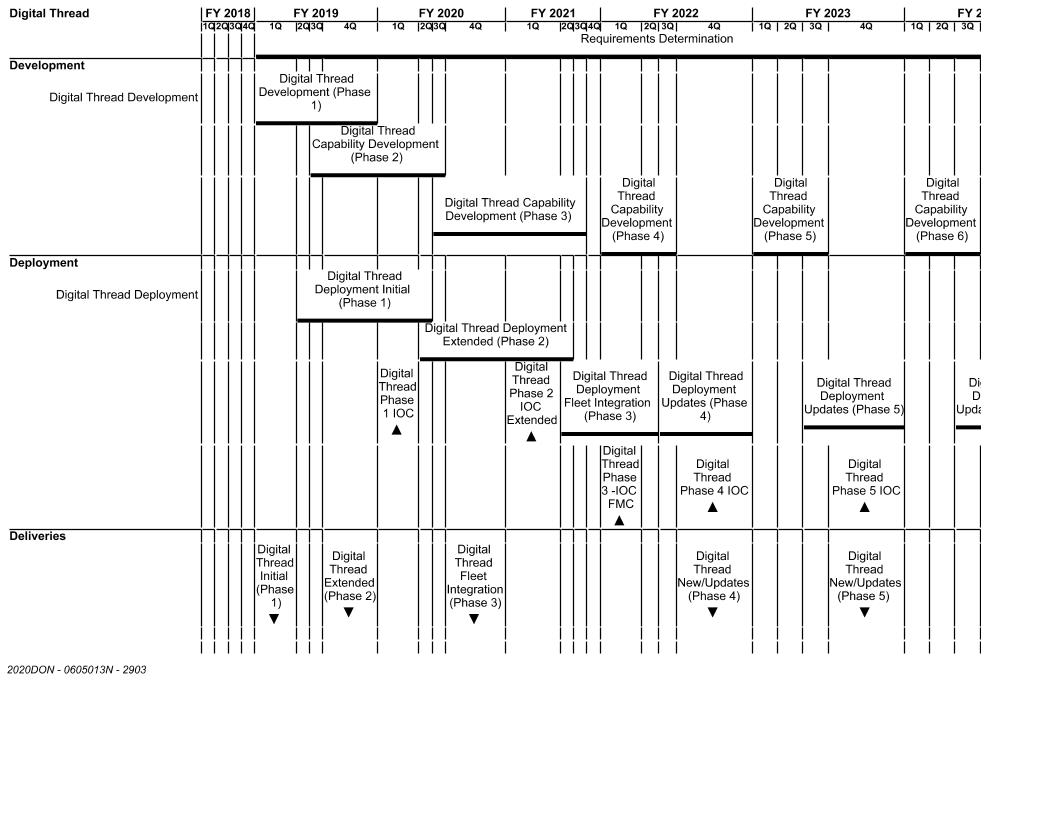 Digital Thread
FY 2018 FY 2019 FY 2020 FY 2021 FY 2022 FY 2023 FY 2
1Q 2Q 3Q 4Q 1Q 2Q 3Q 4Q 1Q 2Q 3Q 4Q 1Q 2Q 3Q 4Q 1Q 2Q 3Q 4Q 1Q 2Q 3Q 4Q 1Q 2Q 3Q
Requirements Determination
Development
Digital Thread Development
Digital Thread
Development (Phase
1)
Digital Thread
Capability Development
(Phase 2)
Digital Thread Capability
Development (Phase 3)
Digital
Thread
Capability
Development
(Phase 4)
Digital
Thread
Capability
Development
(Phase 5)
Digital
Thread
Capability
Development
(Phase 6)
Deployment
Digital Thread Deployment
Digital Thread
Deployment Initial
(Phase 1)
Digital Thread Deployment
Extended (Phase 2)
Digital
Thread
Phase
1 IOC
Digital
Thread
Phase 2
IOC
Extended
Digital Thread
Deployment
Fleet Integration
(Phase 3)
Digital Thread
Deployment
Updates (Phase
4)
Digital Thread
Deployment
Updates (Phase 5)
Di
D
Upda
Digital
Thread
Phase
3 -IOC
FMC
Digital
Thread
Phase 4 IOC
Digital
Thread
Phase 5 IOC
Deliveries
Digital
Thread
Initial
(Phase
1)
Digital
Thread
Extended
(Phase 2)
Digital
Thread
Fleet
Integration
(Phase 3)
Digital
Thread
New/Updates
(Phase 4)
Digital
Thread
New/Updates
(Phase 5)
2020DON - 0605013N - 2903